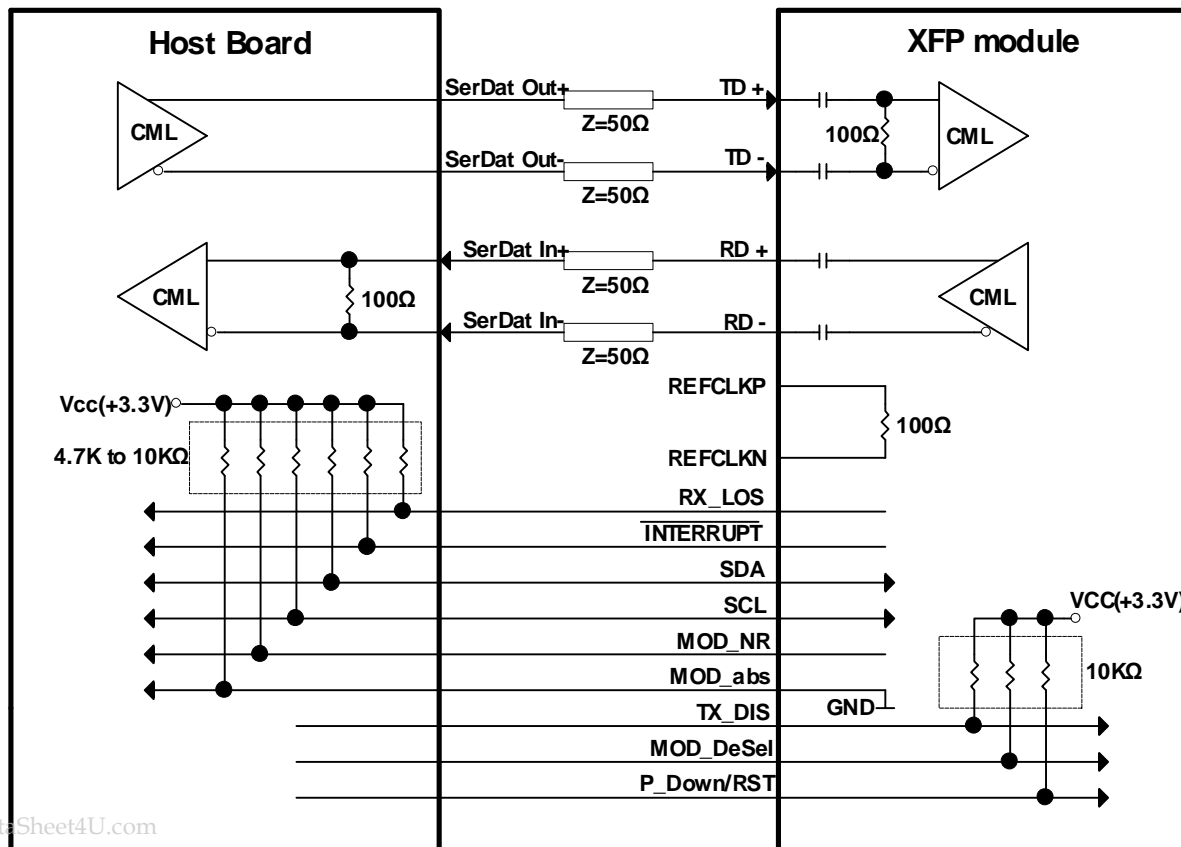 Host Board
XFP module
SerDat Out+
TD +
CML
Z=50Ω
100Ω
CML
SerDat Out-
TD -
Z=50Ω
SerDat In+
RD +
CML
100Ω
Z=50Ω
CML
SerDat In-
RD -
Z=50Ω
REFCLKP
Vcc(+3.3V)
100Ω
4.7K to 10KΩ
REFCLKN
RX_LOS
INTERRUPT
SDA
SCL
VCC(+3.3V)
MOD_NR
MOD_abs
10KΩ
GND
TX_DIS
MOD_DeSel
P_Down/RST
taSheet4U.com